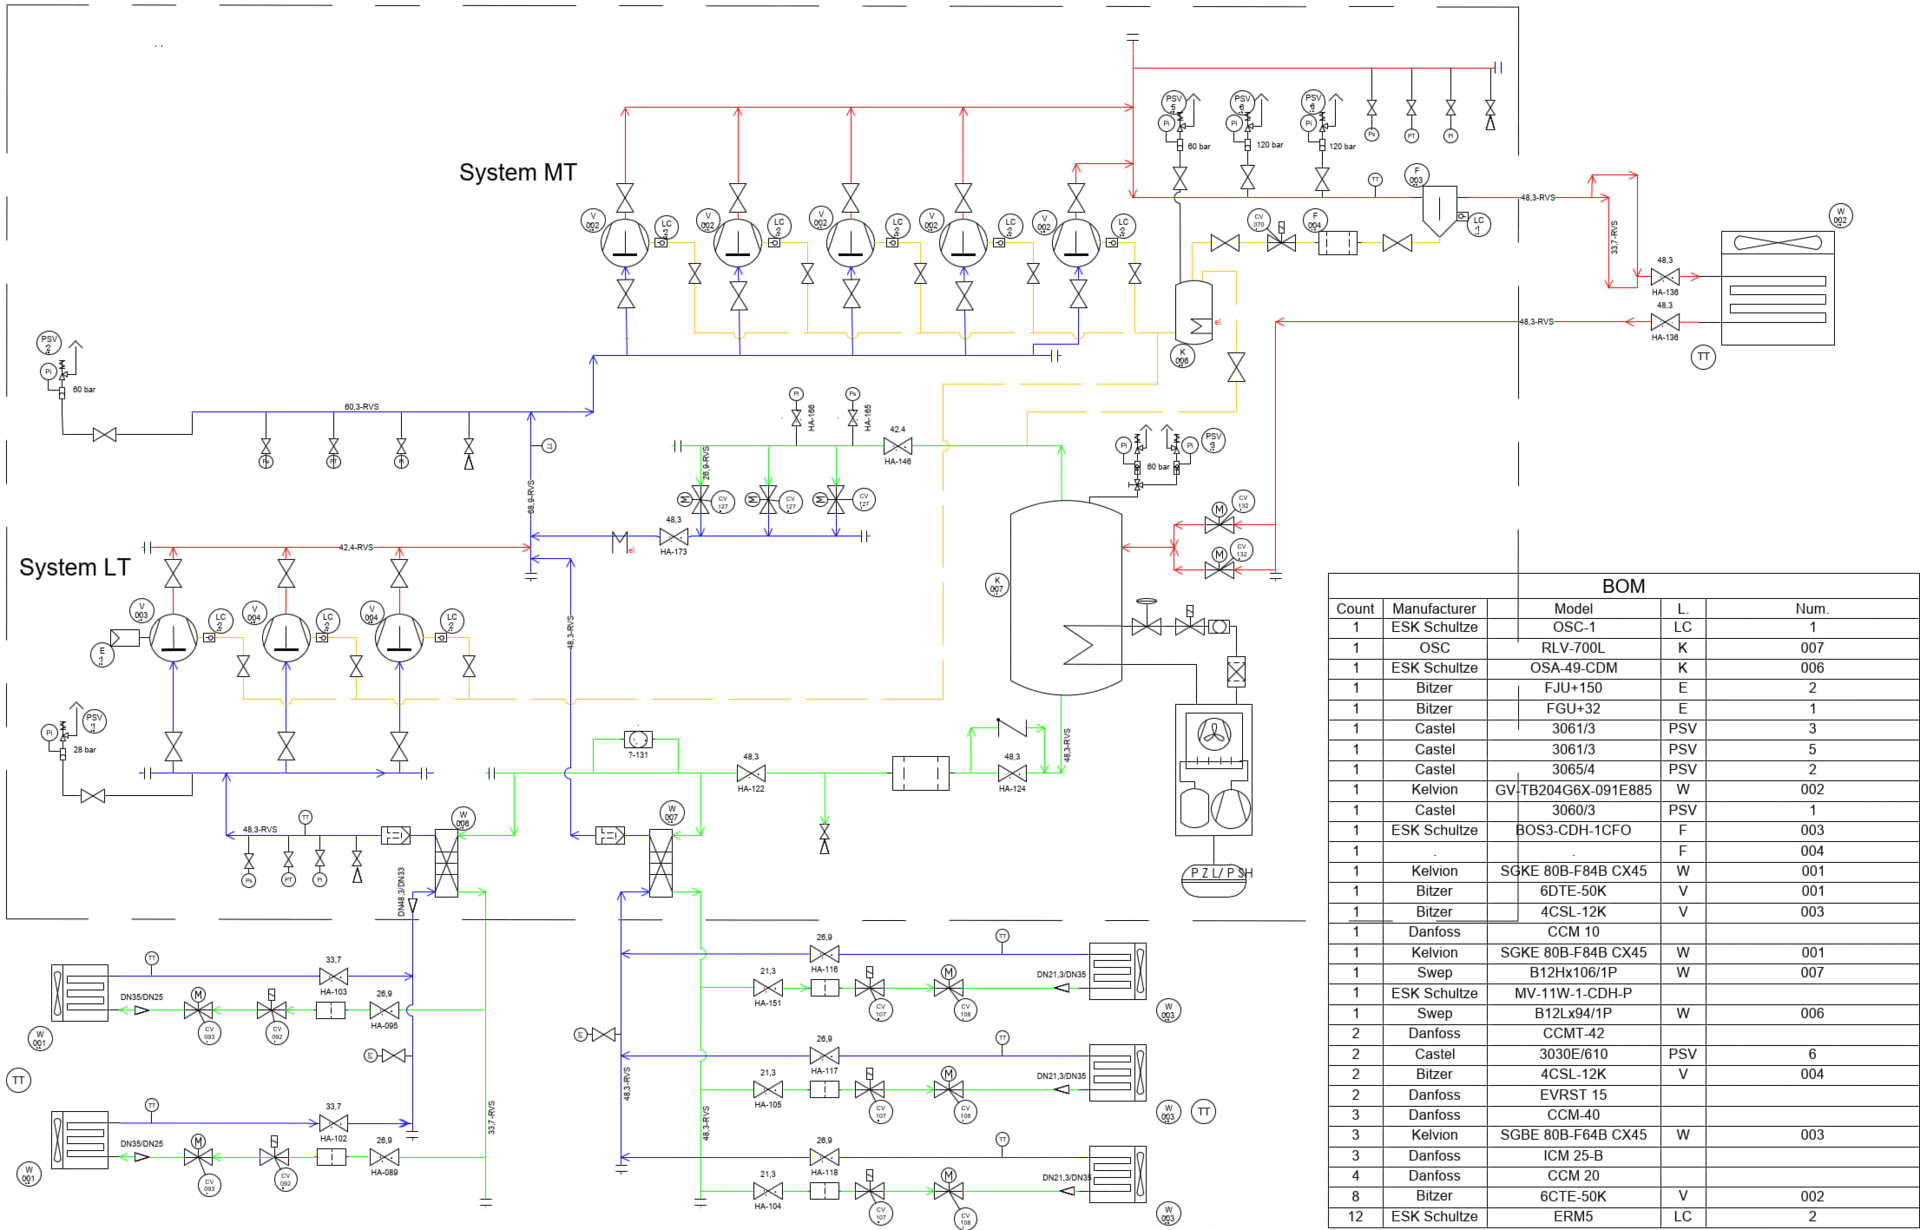 System MT
PSV
5
Pi
60 bar
PSV
6
Pi
120 bar
PSV
6
Pi
120 bar
Ps
PT
Pi
TT
F
003
LC
1
48,3-RVS
33,7-RVS
W
002
V
002
LC
2
V
002
LC
2
V
002
LC
2
V
002
LC
2
V
002
LC
2
CV
070
F
004
48,3
HA-136
48,3
HA-136
48,3-RVS
TT
el.
K
006
PSV
2
Pi
60 bar
60,3-RVS
TT
68,9-RVS
Pi
HA-166
Ps
HA-165
42.4
HA-146
26,9-RVS
M
CV
127
M
CV
127
M
CV
127
48,3
HA-173
el.
Pi
Pi
PSV
3
60 bar
M
CV
132
M
CV
132
K
007
System LT
42,4-RVS
V
003
LC
2
V
004
LC
2
V
004
LC
2
E
1
48,3-RVS
PSV
1
Pi
28 bar
?-131
48,3
HA-122
48,3
HA-124
48,3-RVS
48,3-RVS
TT
Ps
PT
Pi
W
006
W
007
DN48,3/DN33
P Z L/ P SH
TT
33,7
HA-103
DN35/DN25
M
CV
093
CV
092
26,9
HA-095
W
001
TT
TT
33,7
HA-102
DN35/DN25
M
CV
093
CV
092
26,9
HA-089
W
001
33,7-RVS
48,3-RVS
48,3-RVS
26,9
HA-116
TT
21,3
HA-151
CV
107
M
CV
108
DN21,3/DN35
W
003
26,9
HA-117
TT
21,3
HA-105
CV
107
M
CV
108
DN21,3/DN35
W
003
TT
26,9
HA-118
TT
21,3
HA-104
CV
107
M
CV
108
DN21,3/DN35
W
003
BOM
Count Manufacturer Model L. Num.
1 ESK Schultze OSC-1 LC 1
1 OSC RLV-700L K 007
1 ESK Schultze OSA-49-CDM K 006
1 Bitzer FJU+150 E 2
1 Bitzer FGU+32 E 1
1 Castel 3061/3 PSV 3
1 Castel 3061/3 PSV 5
1 Castel 3065/4 PSV 2
1 Kelvion GV-TB204G6X-091E885 W 002
1 Castel 3060/3 PSV 1
1 ESK Schultze BOS3-CDH-1CFO F 003
1 . . F 004
1 Kelvion SGKE 80B-F84B CX45 W 001
1 Bitzer 6DTE-50K V 001
1 Bitzer 4CSL-12K V 003
1 Danfoss CCM 10
1 Kelvion SGKE 80B-F84B CX45 W 001
1 Swep B12Hx106/1P W 007
1 ESK Schultze MV-11W-1-CDH-P
1 Swep B12Lx94/1P W 006
2 Danfoss CCMT-42
2 Castel 3030E/610 PSV 6
2 Bitzer 4CSL-12K V 004
2 Danfoss EVRST 15
3 Danfoss CCM-40
3 Kelvion SGBE 80B-F64B CX45 W 003
3 Danfoss ICM 25-B
4 Danfoss CCM 20
8 Bitzer 6CTE-50K V 002
12 ESK Schultze ERM5 LC 2